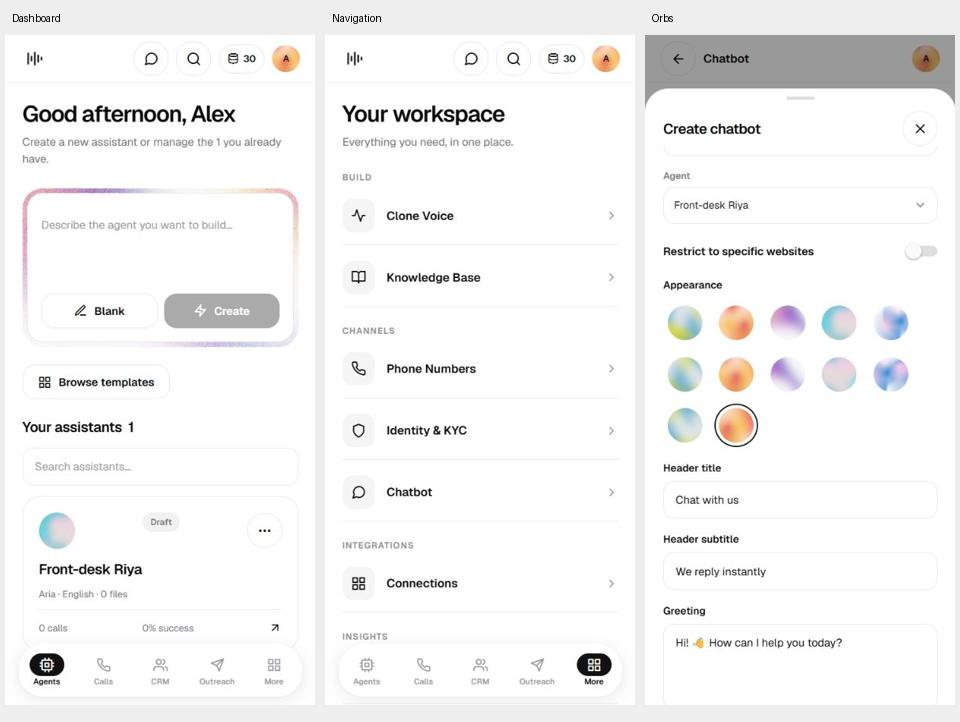 Dashboard
A
30
Good afternoon, Alex
Create a new assistant or manage the 1 you already
have.
Describe the agent you want to build...
Blank
Create
Browse templates
Your assistants 1
Search assistants...
Draft
Front-desk Riya
Aria · English · 0 files
0 calls
0% success
Agents
Calls
CRM
Outreach
More
Navigation
30
A
Your workspace
Everything you need, in one place.
BUILD
Clone Voice
Knowledge Base
CHANNELS
Phone Numbers
Identity & KYC
Chatbot
INTEGRATIONS
Connections
INSIGHTS
Agents
Calls
CRM
Outreach
More
Orbs
Chatbot
A
Create chatbot
Agent
Front-desk Riya
Restrict to specific websites
Appearance
Header title
Chat with us
Header subtitle
We reply instantly
Greeting
Hi! 👋 How can I help you today?